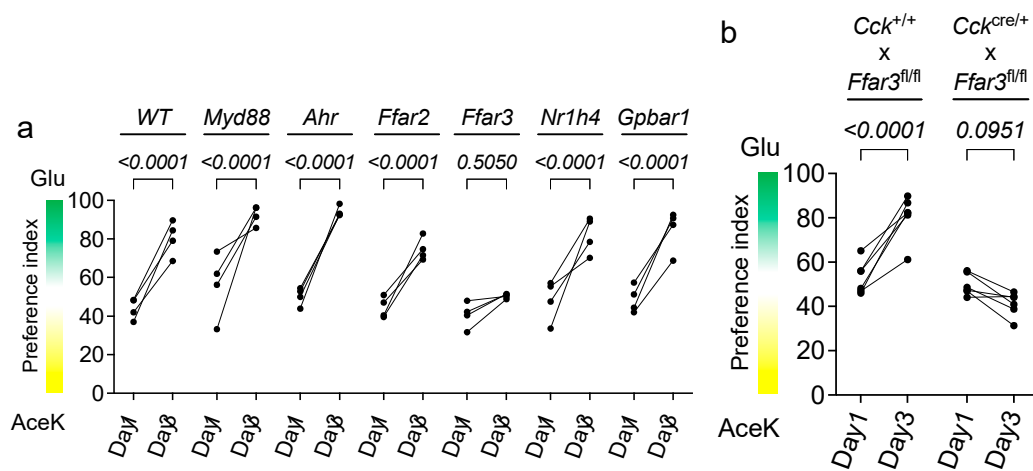 a
WT Myd88 Ahr Ffar2 Ffar3 Nr1h4 Gpbar1
<0.0001 <0.0001 <0.0001 <0.0001 0.5050 <0.0001 <0.0001
Glu
Preference index
100
80
60
40
20
0
AceK
Day1 Day3 Day1 Day3 Day1 Day3 Day1 Day3 Day1 Day3 Day1 Day3 Day1 Day3
b
Cck+/+ Cckcre/+
x x
Ffar3fl/fl Ffar3fl/fl
<0.0001 0.0951
Glu
Preference index
100
80
60
40
20
0
AceK
Day1 Day3 Day1 Day3